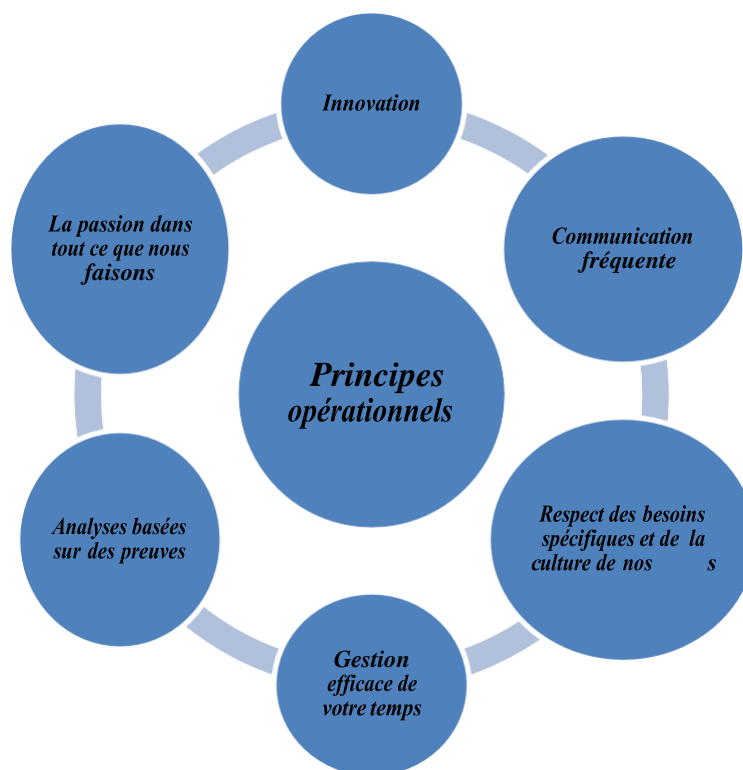 Innovation
Communication
fréquente
Respect des besoins
spécifiques et de la
culture de nos s
Gestion
efficace de
votre temps
Analyses basées
sur des preuves
La passion dans
tout ce que nous
faisons
Principes
opérationnels